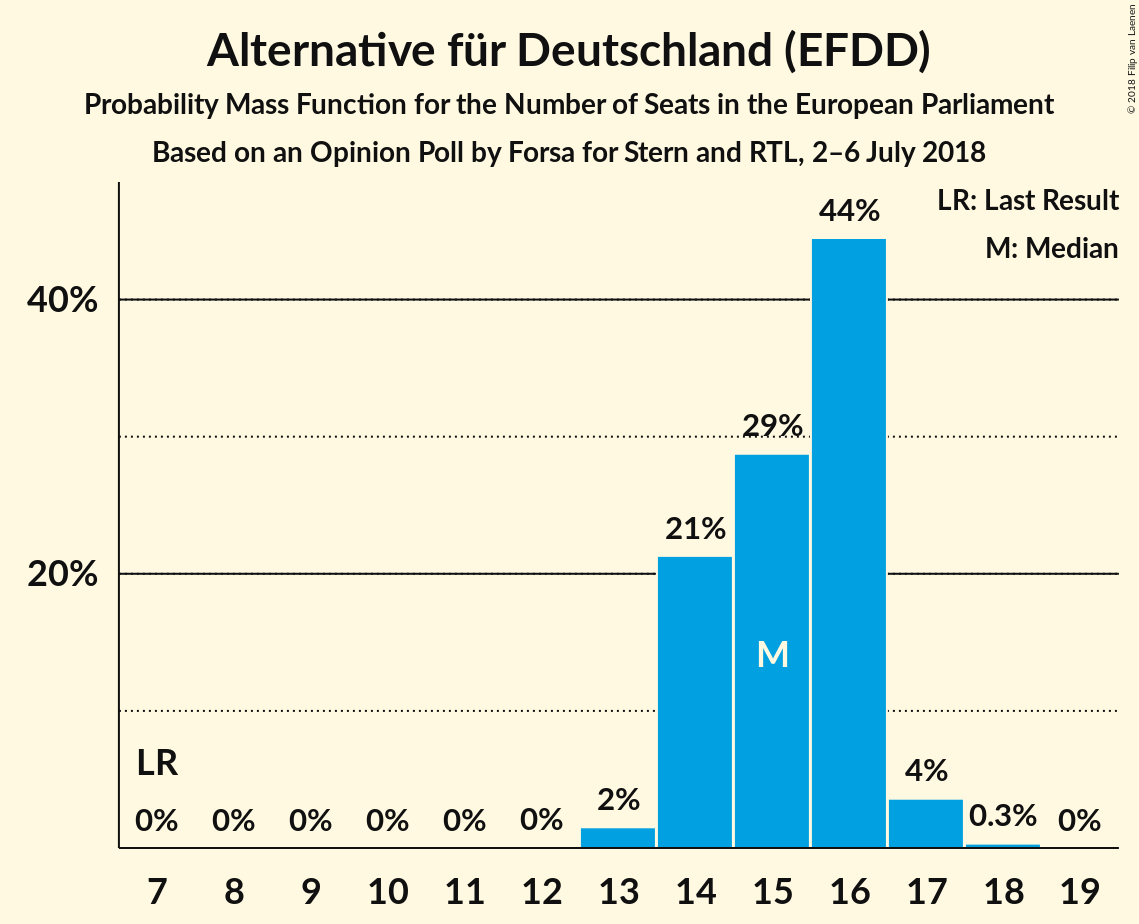 Alternative für Deutschland (EFDD)
Probability Mass Function for the Number of Seats in the European Parliament
Based on an Opinion Poll by Forsa for Stern and RTL, 2–6 July 2018
© 2018 Filip van Laenen
LR: Last Result
M: Median
44%
40%
29%
21%
20%
M
LR
0% 0% 0% 0% 0% 0% 2% 4% 0.3% 0%
7 8 9 10 11 12 13 14 15 16 17 18 19